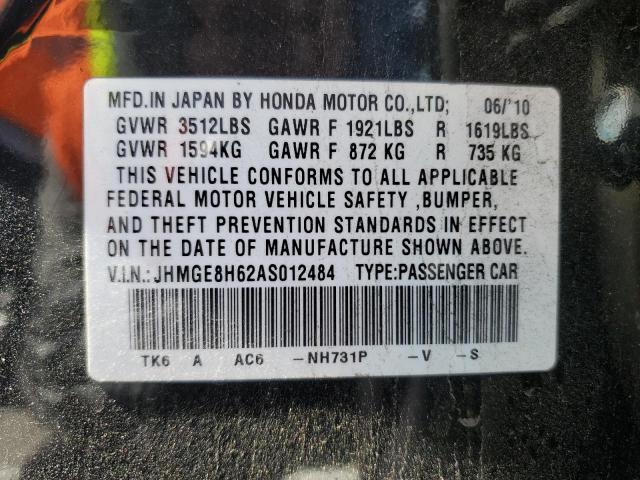 MFD.IN JAPAN BY HONDA MOTOR CO.,LTD; 06/'10
GVWR 3512LBS GAWR F 1921LBS R 1619LBS
GVWR 1594KG GAWR F 872 KG R 735 KG
THIS VEHICLE CONFORMS TO ALL APPLICABLE
FEDERAL MOTOR VEHICLE SAFETY ,BUMPER,
AND THEFT PREVENTION STANDARDS IN EFFECT
ON THE DATE OF MANUFACTURE SHOWN ABOVE.
V.I.N.:JHMGE8H62AS012484 TYPE:PASSENGER CAR
TK6 A AC6 -NH731P -V -S